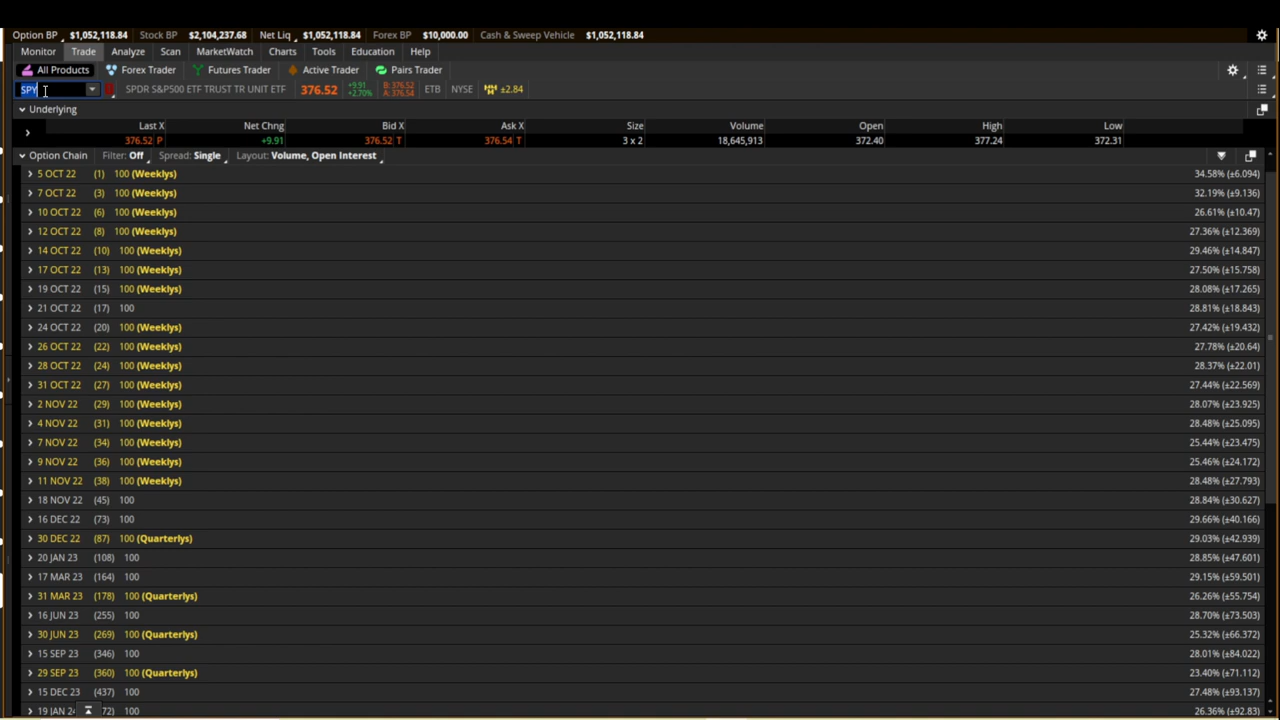 Option BP $1,052,118.84 Stock BP $2,104,237.68 Net Liq $1,052,118.84 Forex BP $10,000.00 Cash & Sweep Vehicle $1,052,118.84
Monitor Trade Analyze Scan MarketWatch Charts Tools Education Help
All Products Forex Trader Futures Trader Active Trader Pairs Trader
SPY SPDR S&P500 ETF TRUST TR UNIT ETF 376.52 +9.91 +2.70% B: 376.52 A: 376.54 ETB NYSE ±2.84
Underlying
Last X Net Chng Bid X Ask X Size Volume Open High Low
376.52 P +9.91 376.52 T 376.54 T 3 x 2 18,645,913 372.40 377.24 372.31
Option Chain Filter: Off Spread: Single Layout: Volume, Open Interest
5 OCT 22 (1) 100 (Weeklys) 34.58% (±6.094)
7 OCT 22 (3) 100 (Weeklys) 32.19% (±9.136)
10 OCT 22 (6) 100 (Weeklys) 26.61% (±10.47)
12 OCT 22 (8) 100 (Weeklys) 27.36% (±12.369)
14 OCT 22 (10) 100 (Weeklys) 29.46% (±14.847)
17 OCT 22 (13) 100 (Weeklys) 27.50% (±15.758)
19 OCT 22 (15) 100 (Weeklys) 28.08% (±17.265)
21 OCT 22 (17) 100 28.81% (±18.843)
24 OCT 22 (20) 100 (Weeklys) 27.42% (±19.432)
26 OCT 22 (22) 100 (Weeklys) 27.78% (±20.64)
28 OCT 22 (24) 100 (Weeklys) 28.37% (±22.01)
31 OCT 22 (27) 100 (Weeklys) 27.44% (±22.569)
2 NOV 22 (29) 100 (Weeklys) 28.07% (±23.925)
4 NOV 22 (31) 100 (Weeklys) 28.48% (±25.095)
7 NOV 22 (34) 100 (Weeklys) 25.44% (±23.475)
9 NOV 22 (36) 100 (Weeklys) 25.46% (±24.172)
11 NOV 22 (38) 100 (Weeklys) 28.48% (±27.793)
18 NOV 22 (45) 100 28.84% (±30.627)
16 DEC 22 (73) 100 29.66% (±40.166)
30 DEC 22 (87) 100 (Quarterlys) 29.03% (±42.939)
20 JAN 23 (108) 100 28.85% (±47.601)
17 MAR 23 (164) 100 29.15% (±59.501)
31 MAR 23 (178) 100 (Quarterlys) 26.26% (±55.754)
16 JUN 23 (255) 100 28.70% (±73.503)
30 JUN 23 (269) 100 (Quarterlys) 25.32% (±66.372)
15 SEP 23 (346) 100 28.01% (±84.022)
29 SEP 23 (360) 100 (Quarterlys) 23.40% (±71.112)
15 DEC 23 (437) 100 27.48% (±93.137)
19 JAN 72) 100 26.36% (±92.83)